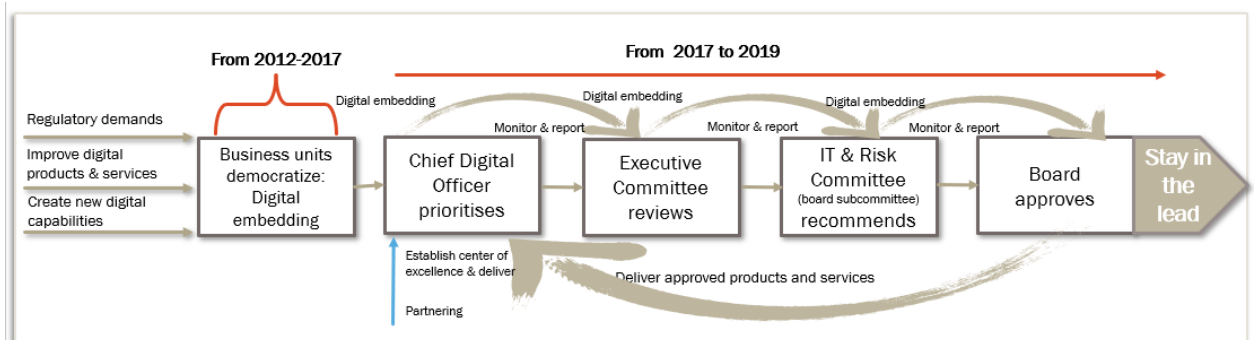 From 2012-2017
From 2017 to 2019
Digital embedding
Digital embedding
Digital embedding
Regulatory demands
Improve digital
products & services
Create new digital
capabilities
Monitor & report
Monitor & report
Monitor & report
Business units
democratize:
Digital
embedding
Chief Digital
Officer
prioritises
Executive
Committee
reviews
IT & Risk
Committee
(board subcommittee)
recommends
Board
approves
Stay in
the
lead
Establish center of
excellence & deliver
Partnering
Deliver approved products and services